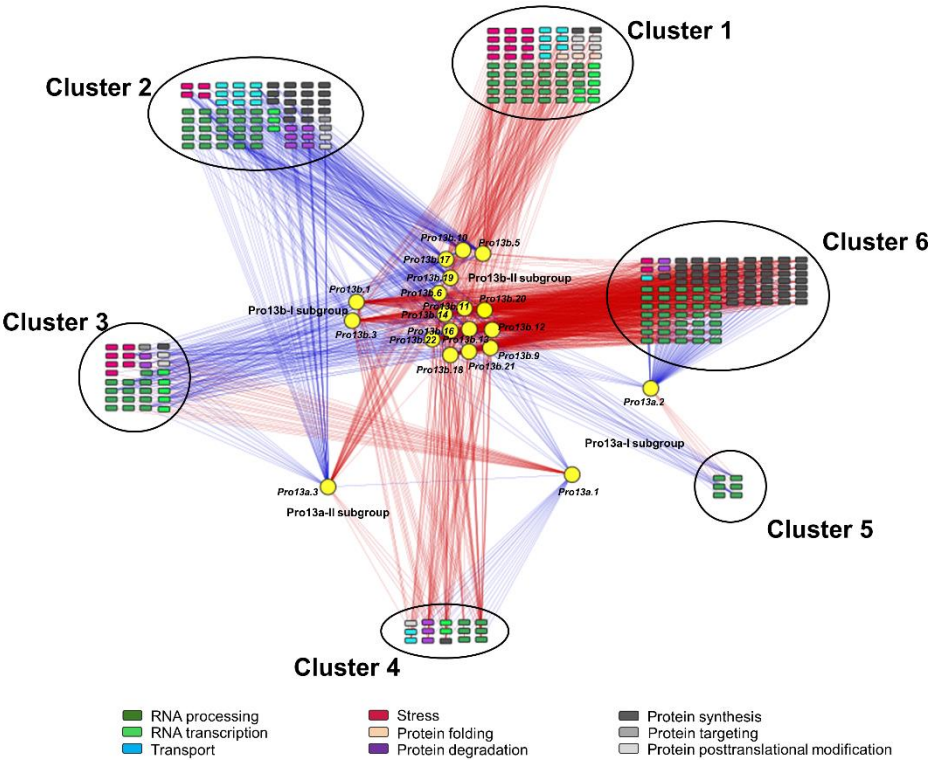 Cluster 1
Cluster 2
Cluster 6
Pro13b.10
Pro13b.5
Pro13b.17
Pro13b.19
Pro13b-II subgroup
Pro13b.1
Pro13b.6
Pro13b.20
Pro13b-I subgroup
Pro13b.11
Pro13b.14
Cluster 3
Pro13b.3
Pro13b.16
Pro13b.12
Pro13b.22
Pro13b.13
Pro13b.9
Pro13b.18
Pro13b.21
Pro13a.2
Pro13a-I subgroup
Pro13a.3
Pro13a.1
Pro13a-II subgroup
Cluster 5
Cluster 4
RNA processing
RNA transcription
Transport
Stress
Protein folding
Protein degradation
Protein synthesis
Protein targeting
Protein posttranslational modification